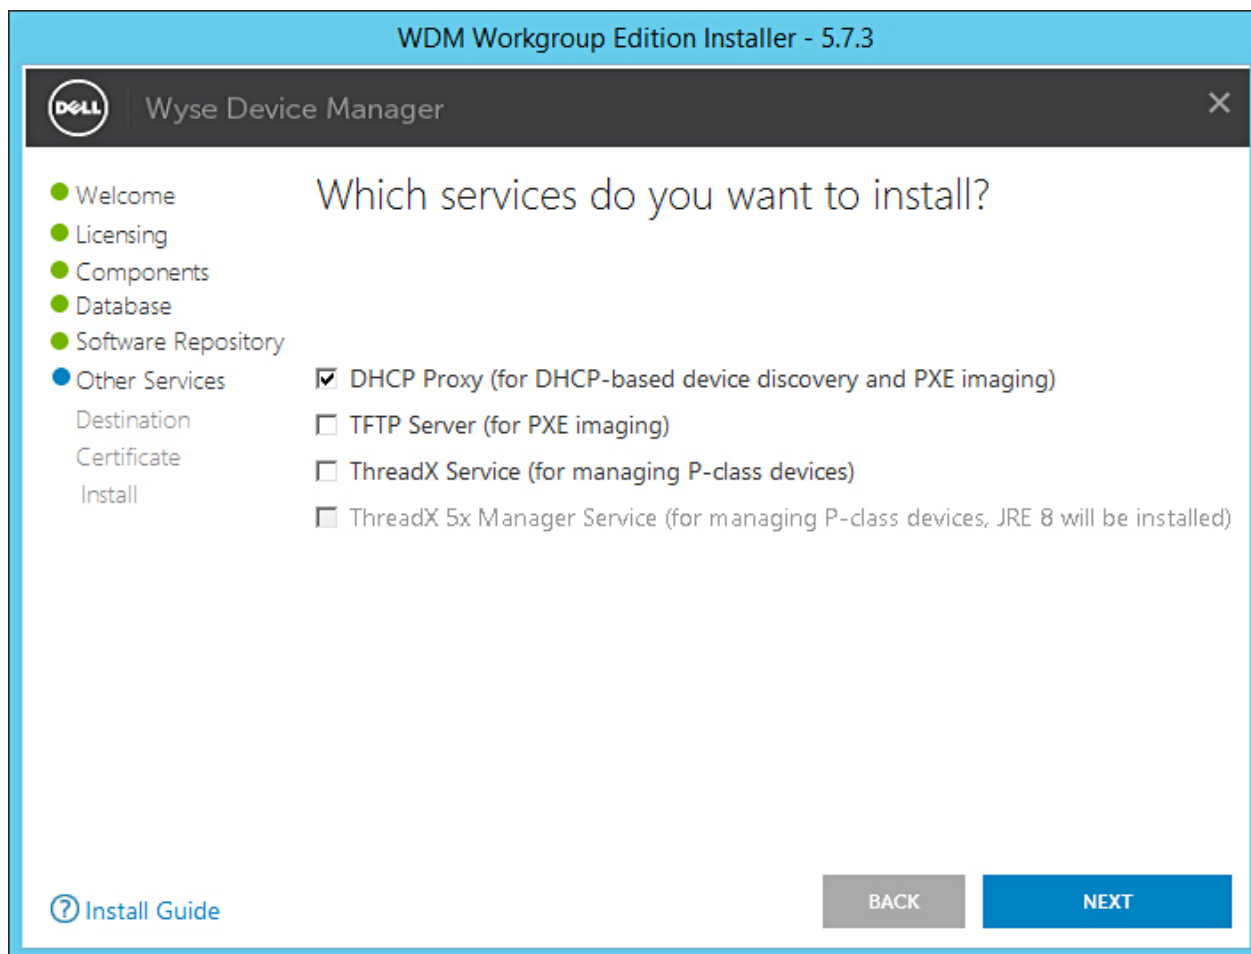 WDM Workgroup Edition Installer - 5.7.3
DELL
Wyse Device Manager
Welcome
Licensing
Components
Database
Software Repository
Other Services
Destination
Certificate
Install
Which services do you want to install?
DHCP Proxy (for DHCP-based device discovery and PXE imaging)
TFTP Server (for PXE imaging)
ThreadX Service (for managing P-class devices)
ThreadX 5x Manager Service (for managing P-class devices, JRE 8 will be installed)
? Install Guide
BACK
NEXT